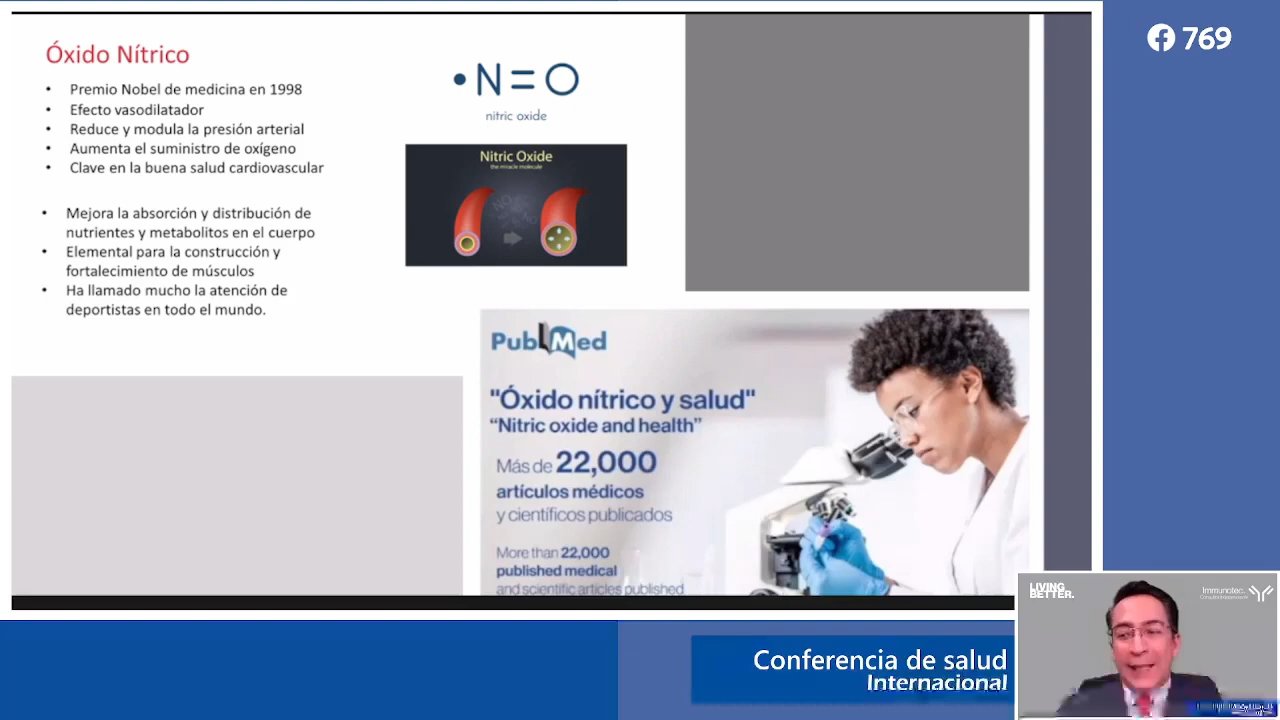 Óxido Nítrico
• Premio Nobel de medicina en 1998
• Efecto vasodilatador
• Reduce y modula la presión arterial
• Aumenta el suministro de oxígeno
• Clave en la buena salud cardiovascular
• Mejora la absorción y distribución de
nutrientes y metabolitos en el cuerpo
• Elemental para la construcción y
fortalecimiento de músculos
• Ha llamado mucho la atención de
deportistas en todo el mundo.
•N=O
nitric oxide
Nitric Oxide
the miracle molecule
769
PubMed
"Óxido nítrico y salud"
“Nitric oxide and health”
Más de 22,000
artículos médicos
y científicos publicados
More than 22,000
published medical
and scientific articles published
LIVING
BETTER.
Immunotec.
Conferencia de salud
Internacional